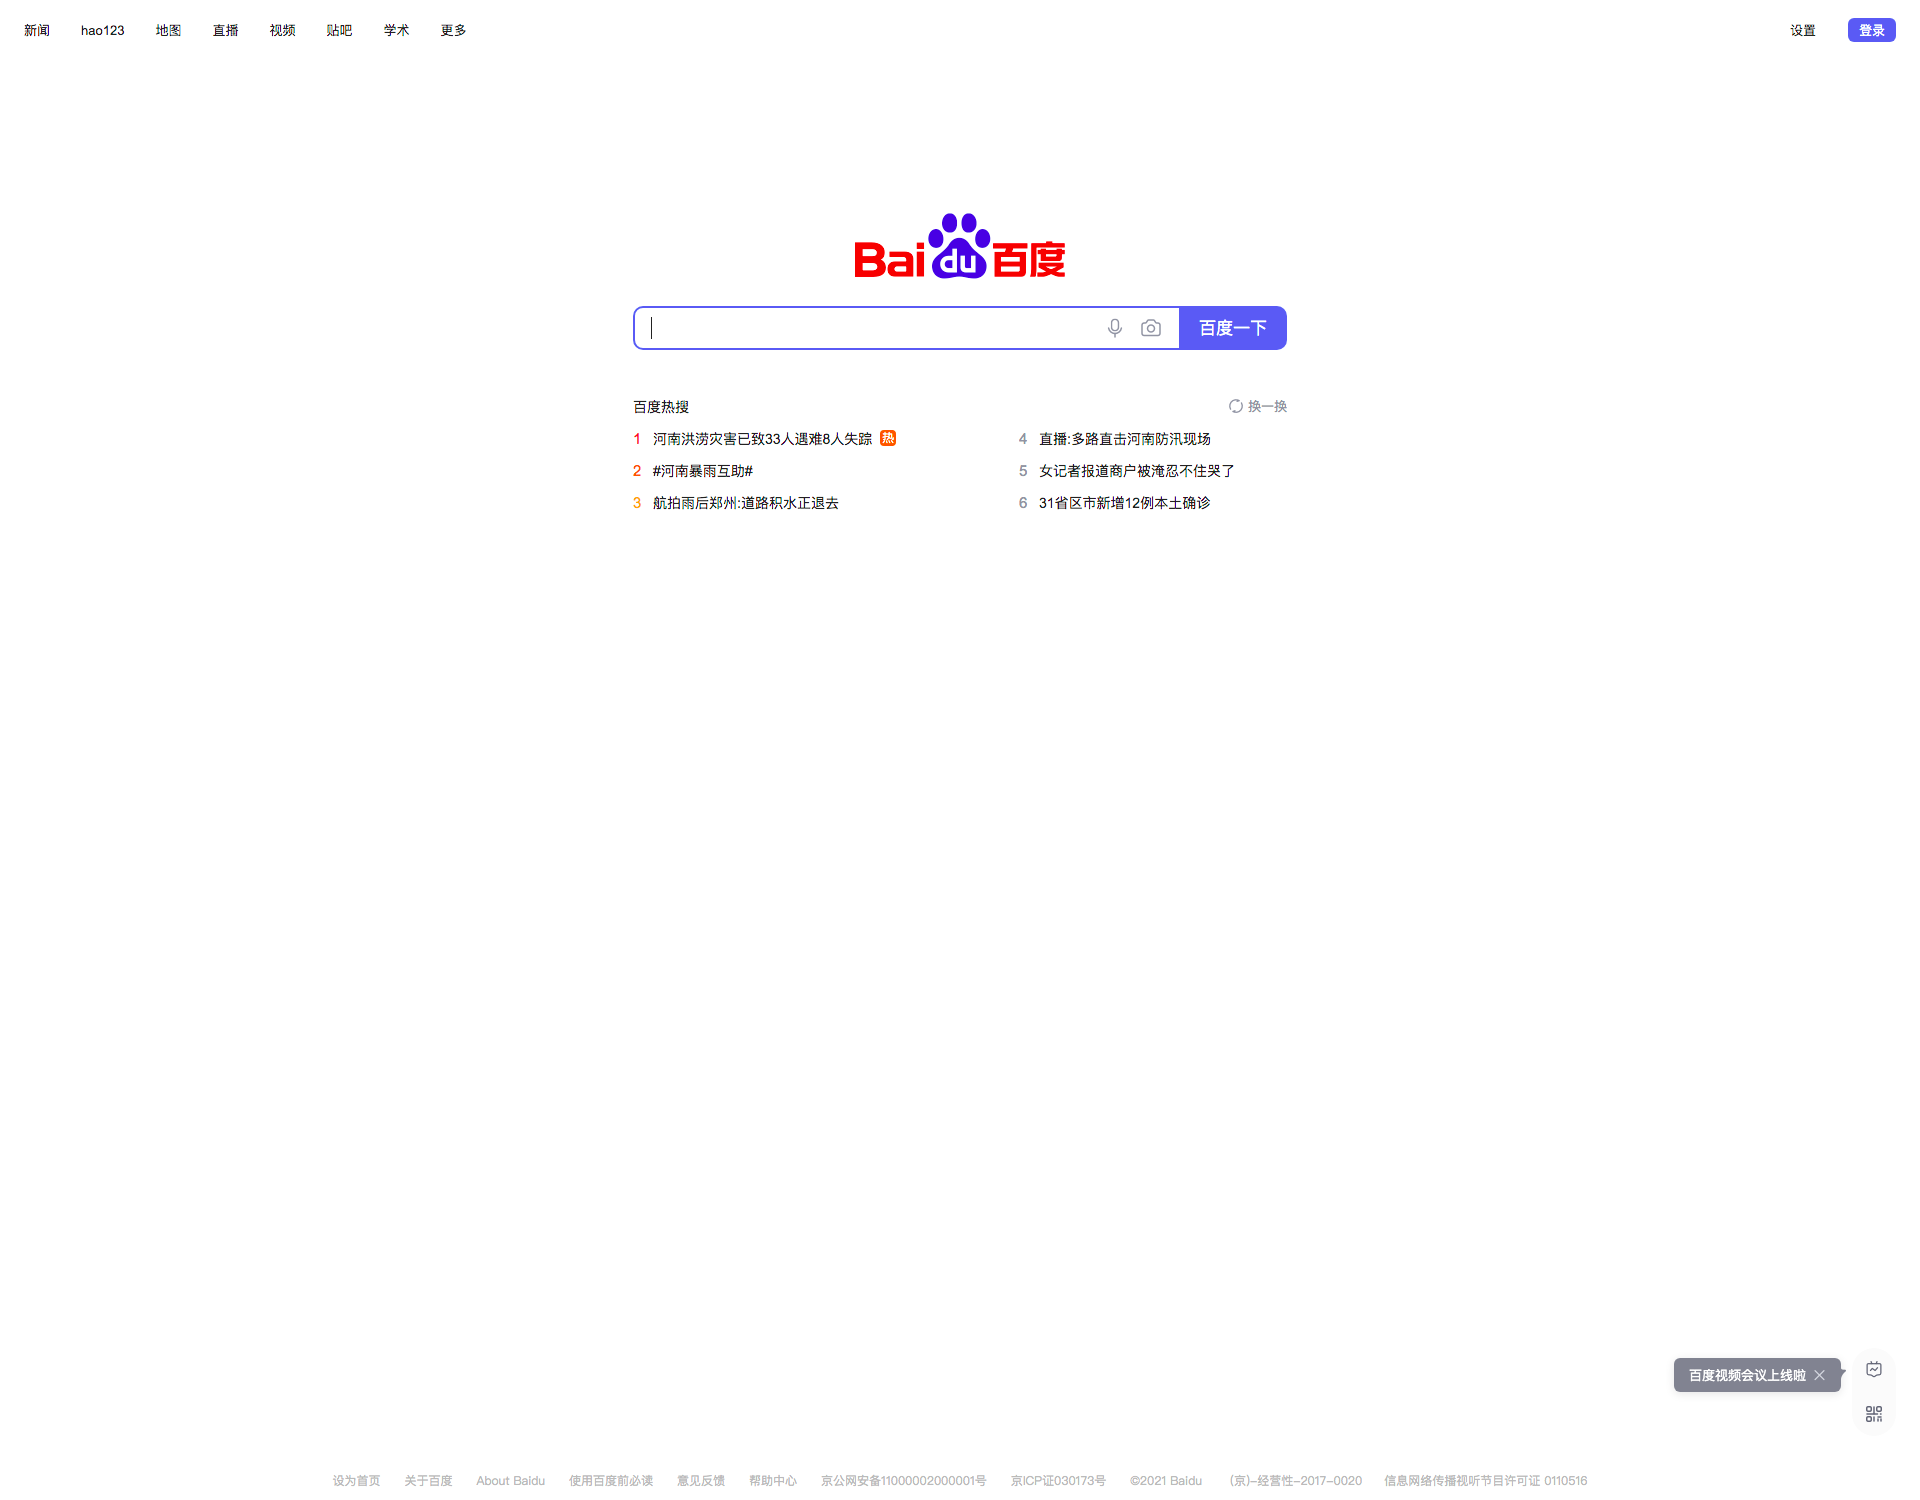 新闻 hao123 地图 直播 视频 贴吧 学术 更多 设置 登录
Bai du 百度
百度一下
百度热搜 换一换
1 河南洪涝灾害已致33人遇难8人失踪 热
2 #河南暴雨互助#
3 航拍雨后郑州:道路积水正退去
4 直播:多路直击河南防汛现场
5 女记者报道商户被淹忍不住哭了
6 31省区市新增12例本土确诊
百度视频会议上线啦
设为首页 关于百度 About Baidu 使用百度前必读 意见反馈 帮助中心 京公网安备11000002000001号 京ICP证030173号 ©2021 Baidu (京)-经营性-2017-0020 信息网络传播视听节目许可证 0110516